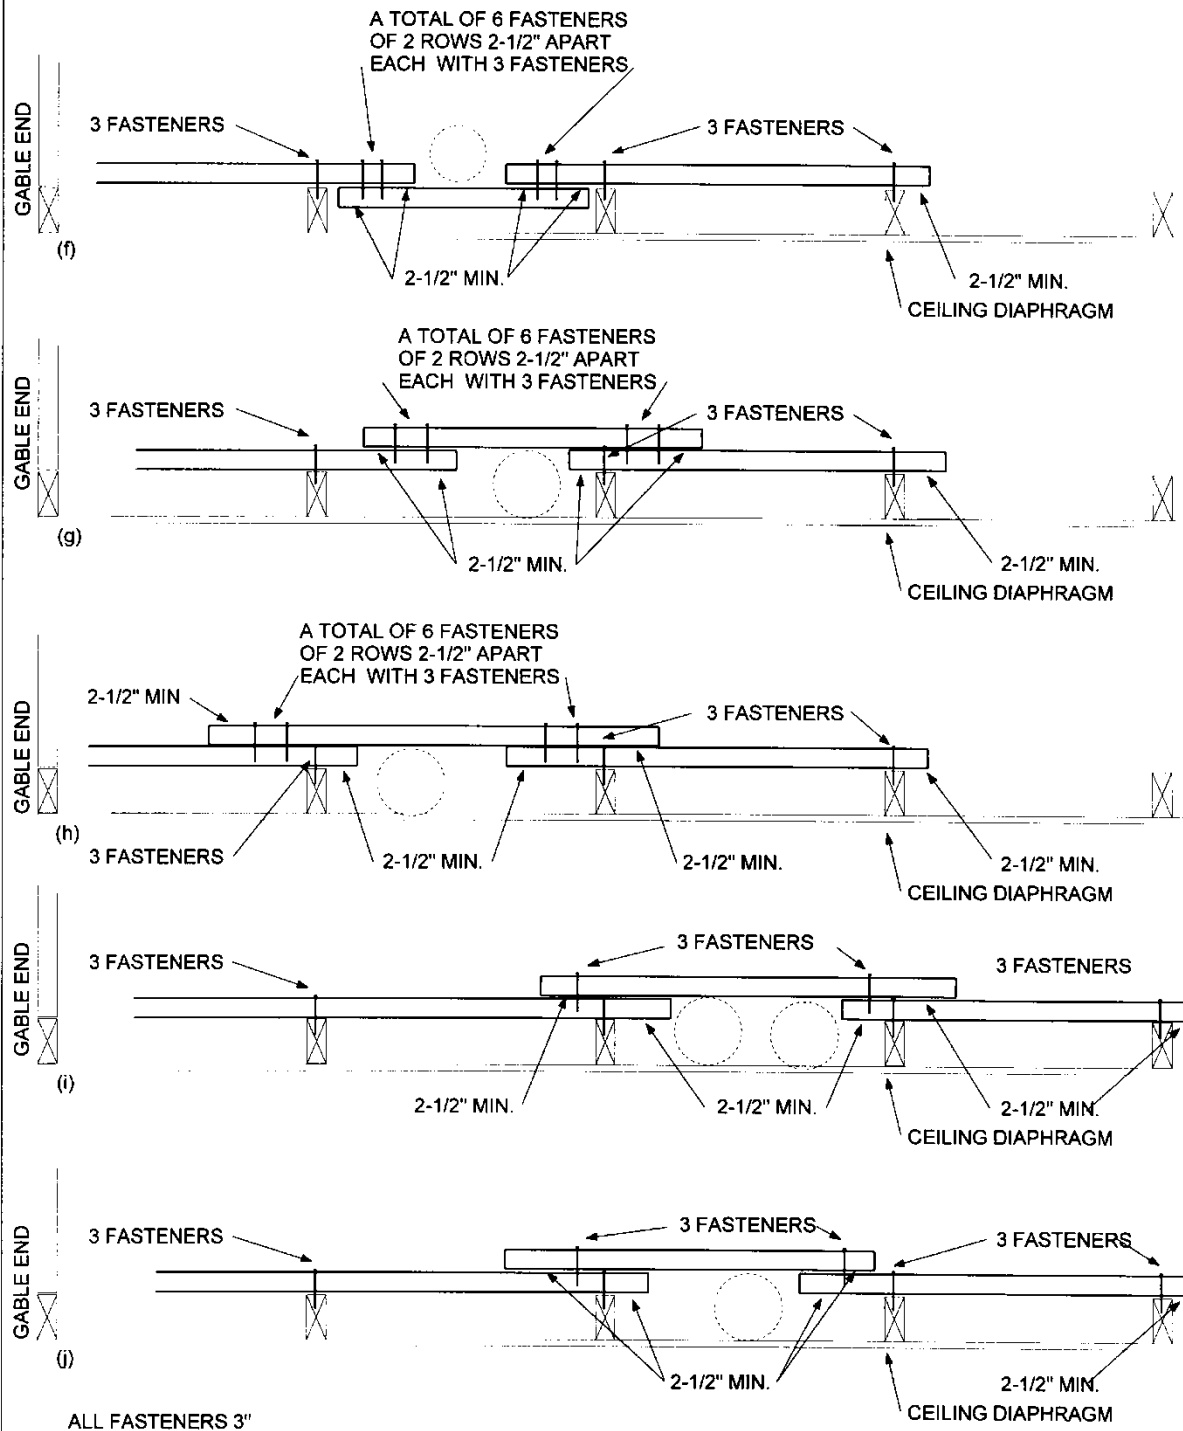 A TOTAL OF 6 FASTENERS
OF 2 ROWS 2-1/2" APART
EACH WITH 3 FASTENERS
GABLE END
3 FASTENERS
3 FASTENERS
(f)
2-1/2" MIN.
2-1/2" MIN.
CEILING DIAPHRAGM
A TOTAL OF 6 FASTENERS
OF 2 ROWS 2-1/2" APART
EACH WITH 3 FASTENERS
GABLE END
3 FASTENERS
3 FASTENERS
(g)
2-1/2" MIN.
2-1/2" MIN.
CEILING DIAPHRAGM
A TOTAL OF 6 FASTENERS
OF 2 ROWS 2-1/2" APART
EACH WITH 3 FASTENERS
GABLE END
2-1/2" MIN
3 FASTENERS
(h)
3 FASTENERS
2-1/2" MIN.
2-1/2" MIN.
2-1/2" MIN.
CEILING DIAPHRAGM
GABLE END
3 FASTENERS
3 FASTENERS
3 FASTENERS
(i)
2-1/2" MIN.
2-1/2" MIN.
2-1/2" MIN.
CEILING DIAPHRAGM
GABLE END
3 FASTENERS
3 FASTENERS
3 FASTENERS
(j)
2-1/2" MIN.
2-1/2" MIN.
CEILING DIAPHRAGM
ALL FASTENERS 3"